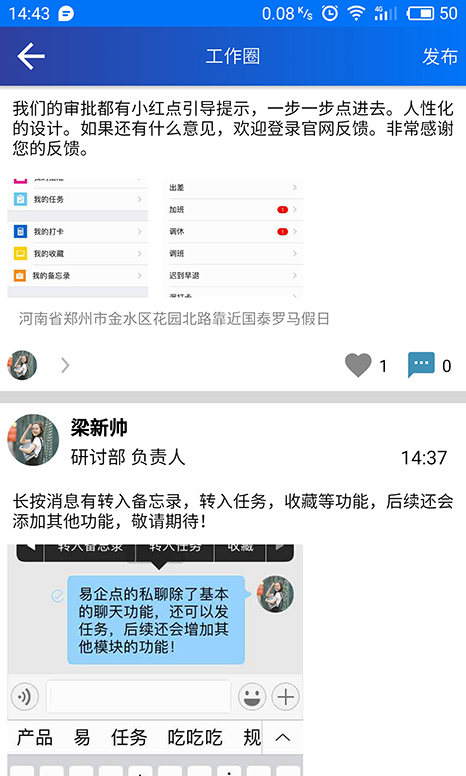 14:43 0.08 K/s 4G 50
工作圈 发布
我们的审批都有小红点引导提示，一步一步点进去。人性化
的设计。如果还有什么意见，欢迎登录官网反馈。非常感谢
您的反馈。
我的任务
我的打卡
我的收藏
我的备忘录
出差
加班 1
调休 1
调班
迟到早退
河南省郑州市金水区花园北路靠近国泰罗马假日
1 0
梁新帅
研讨部 负责人 14:37
长按消息有转入备忘录，转入任务，收藏等功能，后续还会
添加其他功能，敬请期待！
转入备忘录 转入任务 收藏
易企点的私聊除了基本
的聊天功能，还可以发
任务，后续还会增加其
他模块的功能！
产品 易 任务 吃吃吃 规